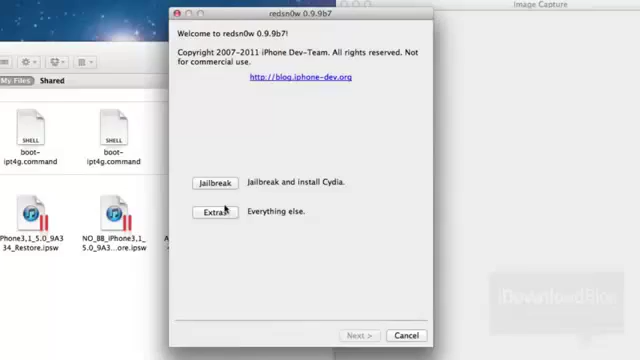 redsn0w 0.9.9b7
Image Capture
Welcome to redsn0w 0.9.9b7!
Copyright 2007-2011 iPhone Dev-Team. All rights reserved. Not
for commercial use.
http://blog.iphone-dev.org
My Files
Shared
SHELL
boot-
ipt4g.command
SHELL
boot-
ipt4g.command
Jailbreak
Jailbreak and install Cydia.
Extras
Everything else.
iPhone3,1_5.0_9A3
34_Restore.ipsw
NO_BB_iPhone3,1_
5.0_9A3...ore.ipsw
iDownloadBlog
Next >
Cancel